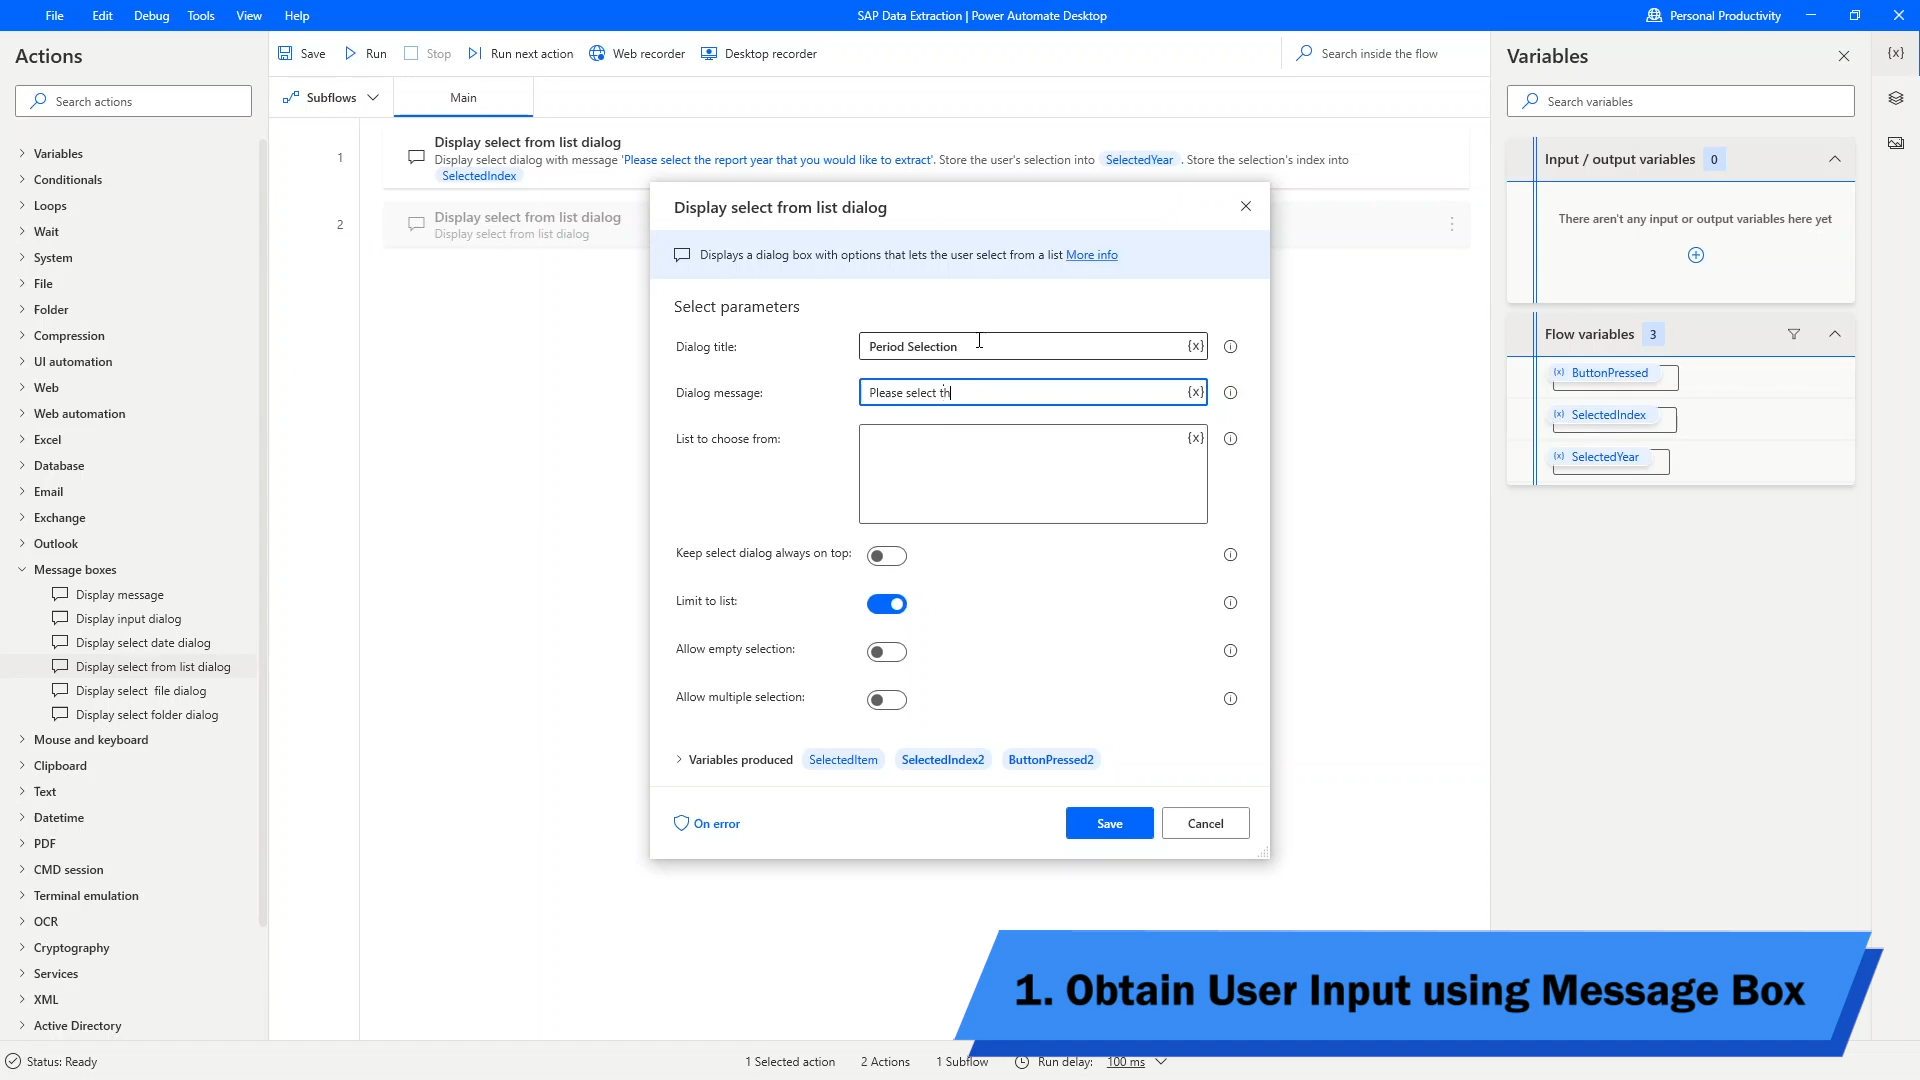 File Edit Debug Tools View Help
SAP Data Extraction | Power Automate Desktop
Personal Productivity
Actions
Search actions
Variables
Conditionals
Loops
Wait
System
File
Folder
Compression
UI automation
Web
Web automation
Excel
Database
Email
Exchange
Outlook
Message boxes
Display message
Display input dialog
Display select date dialog
Display select from list dialog
Display select file dialog
Display select folder dialog
Mouse and keyboard
Clipboard
Text
Datetime
PDF
CMD session
Terminal emulation
OCR
Cryptography
Services
XML
Active Directory
Save Run Stop Run next action Web recorder Desktop recorder
Search inside the flow
Subflows Main
1
Display select from list dialog
Display select dialog with message 'Please select the report year that you would like to extract'. Store the user's selection into SelectedYear . Store the selection's index into
SelectedIndex
2
Display select from list dialog
Display select from list dialog
Display select from list dialog
Displays a dialog box with options that lets the user select from a list More info
Select parameters
Dialog title: Period Selection {x}
Dialog message: Please select th {x}
List to choose from: {x}
Keep select dialog always on top:
Limit to list:
Allow empty selection:
Allow multiple selection:
Variables produced SelectedItem SelectedIndex2 ButtonPressed2
On error Save Cancel
Variables {x}
Search variables
Input / output variables 0
There aren't any input or output variables here yet
Flow variables 3
(x) ButtonPressed
(x) SelectedIndex
(x) SelectedYear
1. Obtain User Input using Message Box
Status: Ready 1 Selected action 2 Actions 1 Subflow Run delay: 100 ms